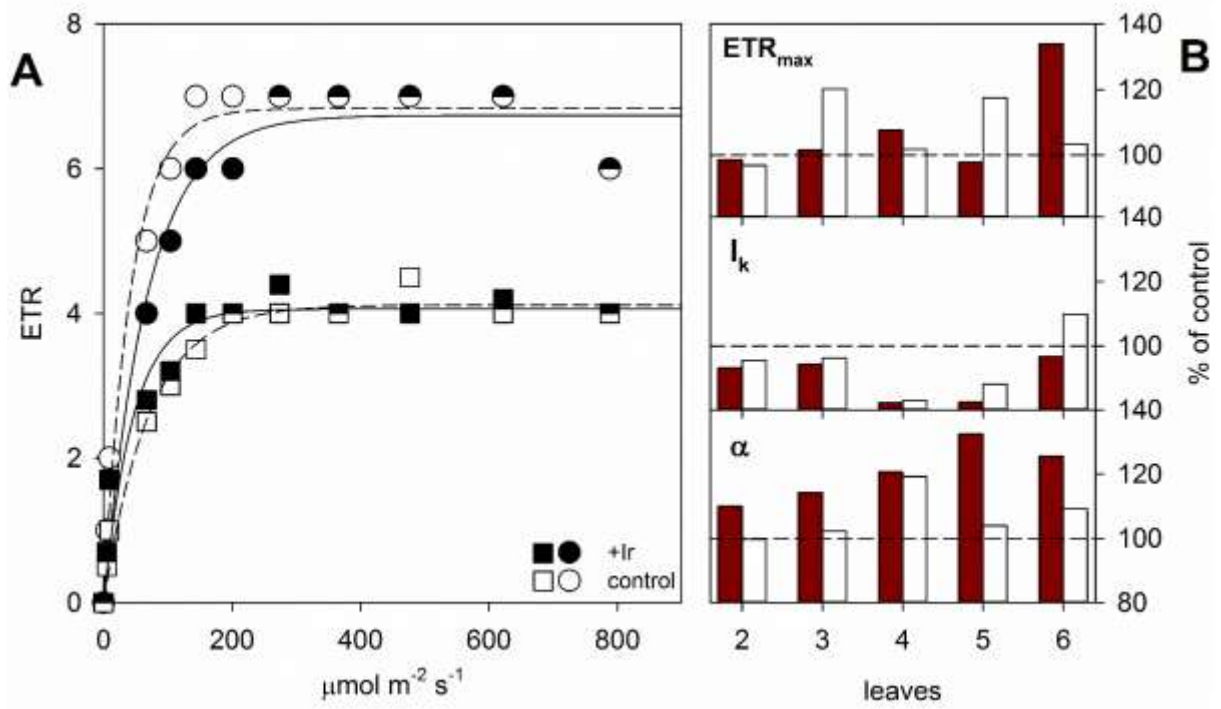 A
8
6
4
2
0
ETR
0 200 400 600 800
μmol m⁻² s⁻¹
+Ir
control
B
ETRmax
140
120
100
140
Ik
120
100
140
α
120
100
80
% of control
2 3 4 5 6
leaves